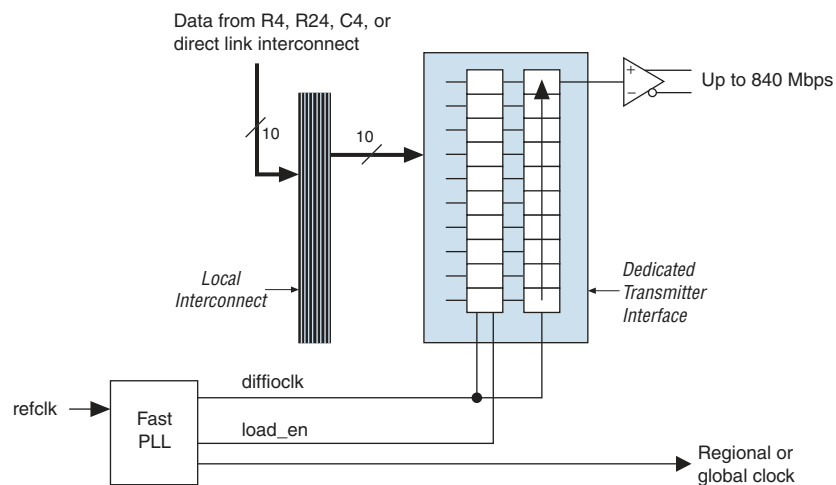 Data from R4, R24, C4, or
direct link interconnect
10
10
+
–
Up to 840 Mbps
Local
Interconnect
Dedicated
Transmitter
Interface
diffioclk
refclk
Fast
PLL
load_en
Regional or
global clock